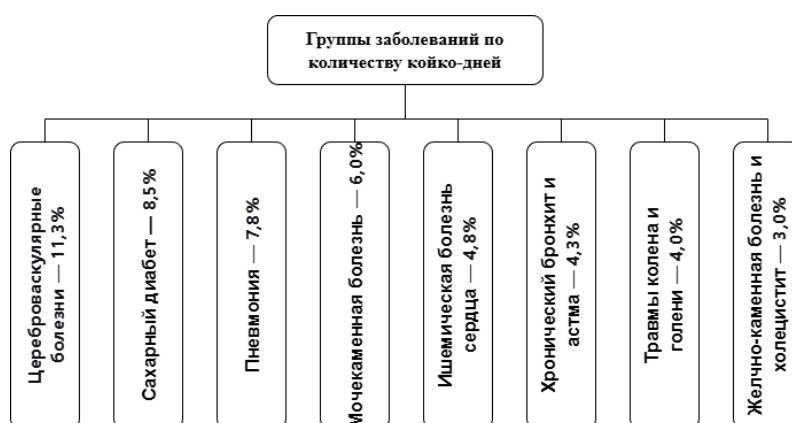 Группы заболеваний по
количеству койко-дней
Цереброваскулярные
болезни — 11,3%
Сахарный диабет — 8,5%
Пневмония — 7,8%
Мочекаменная болезнь — 6,0%
Ишемическая болезнь
сердца — 4,8%
Хронический бронхит и
астма — 4,3%
Травмы колена и
голени — 4,0%
Желчно-каменная болезнь и
холецистит — 3,0%